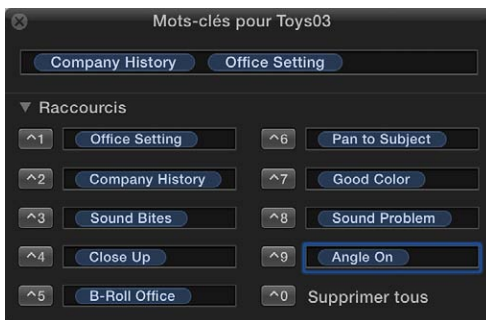 Mots-clés pour Toys03
Company History Office Setting
▼ Raccourcis
^1 Office Setting ^6 Pan to Subject
^2 Company History ^7 Good Color
^3 Sound Bites ^8 Sound Problem
^4 Close Up ^9 Angle On
^5 B-Roll Office ^0 Supprimer tous